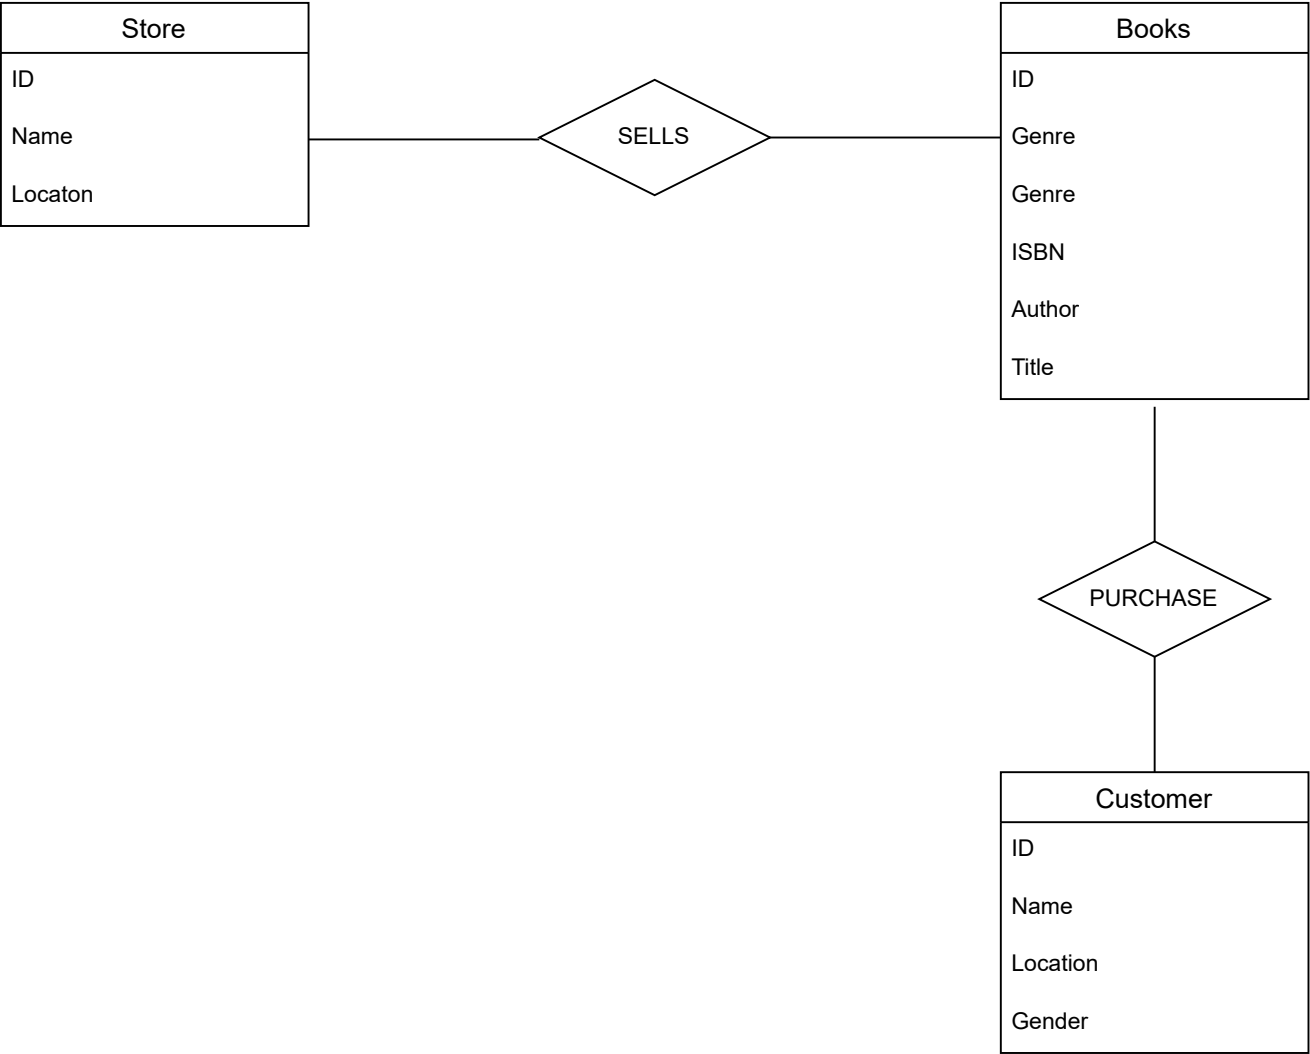 Store
ID
Name
Locaton
SELLS
Books
ID
Genre
Genre
ISBN
Author
Title
PURCHASE
Customer
ID
Name
Location
Gender